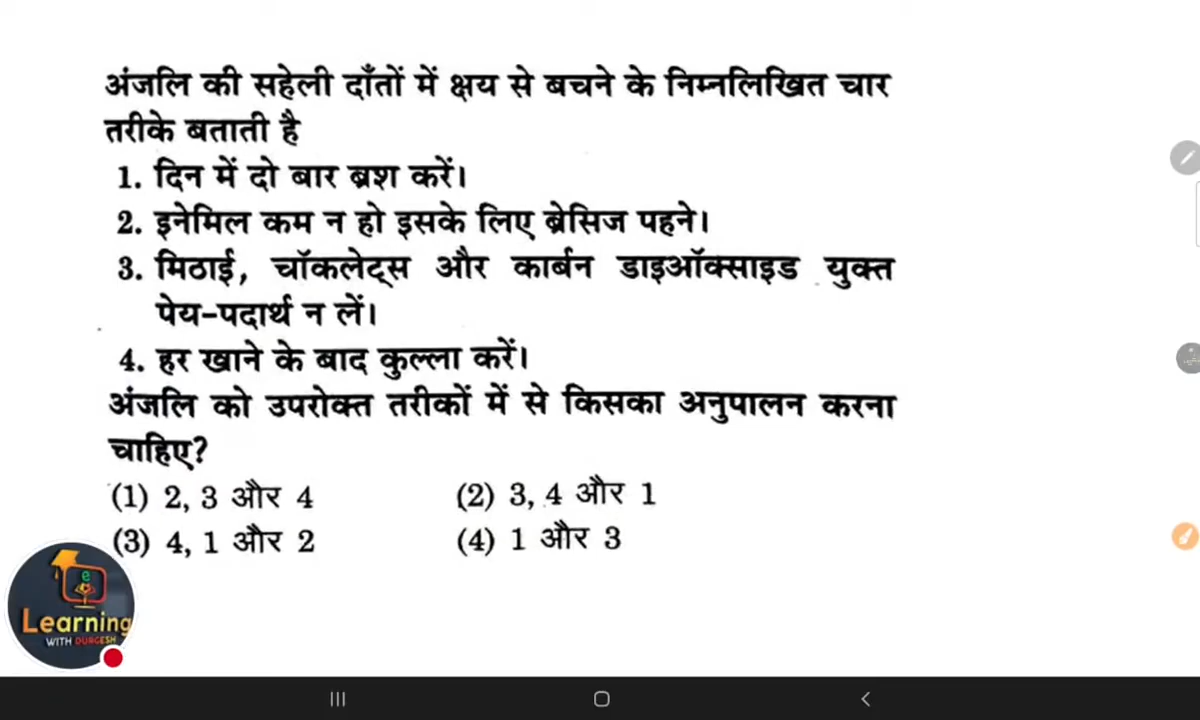 अंजलि की सहेली दाँतों में क्षय से बचने के निम्नलिखित चार
तरीके बताती है
1. दिन में दो बार ब्रश करें।
2. इनेमिल कम न हो इसके लिए ब्रेसिज पहने।
3. मिठाई, चॉकलेट्स और कार्बन डाइऑक्साइड युक्त
पेय-पदार्थ न लें।
4. हर खाने के बाद कुल्ला करें।
अंजलि को उपरोक्त तरीकों में से किसका अनुपालन करना
चाहिए?
(1) 2, 3 और 4 (2) 3, 4 और 1
(3) 4, 1 और 2 (4) 1 और 3
e
Learning
WITH DURGESH